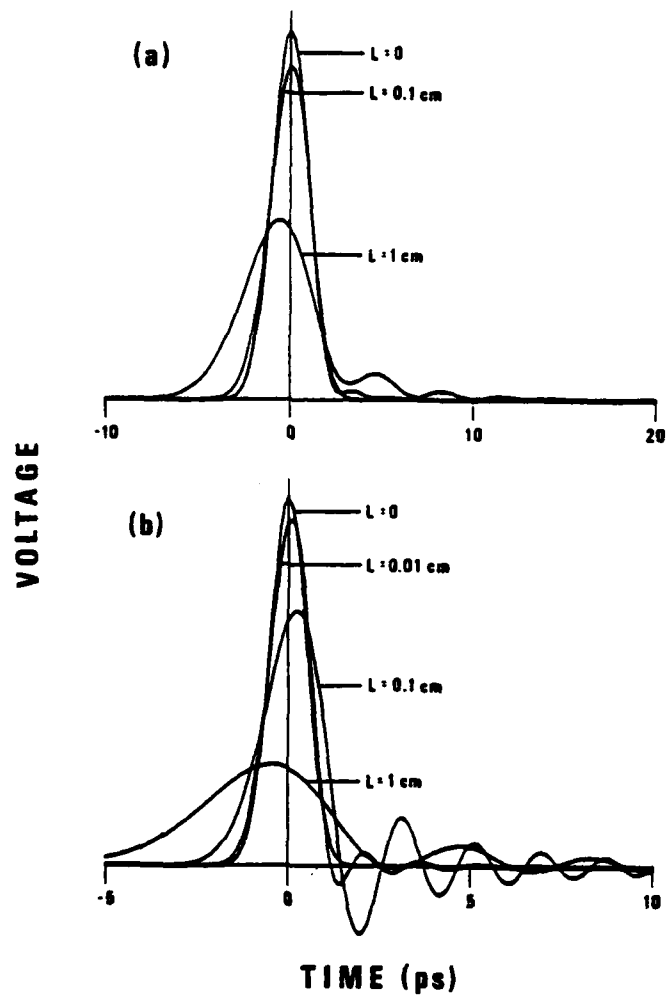 (a)
L=0
L=0.1 cm
L=1 cm
-10 0 10 20
VOLTAGE
(b)
L=0
L=0.01 cm
L=0.1 cm
L=1 cm
-5 0 5 10
TIME (ps)